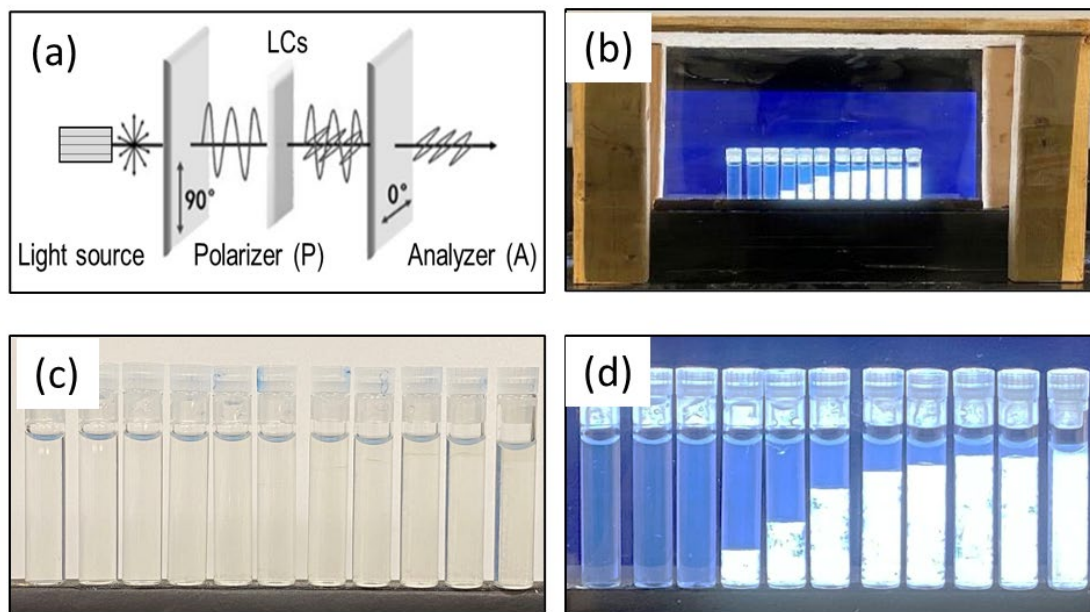 (a)
LCs
90°
0°
Light source
Polarizer (P)
Analyzer (A)
(b)
(c)
(d)